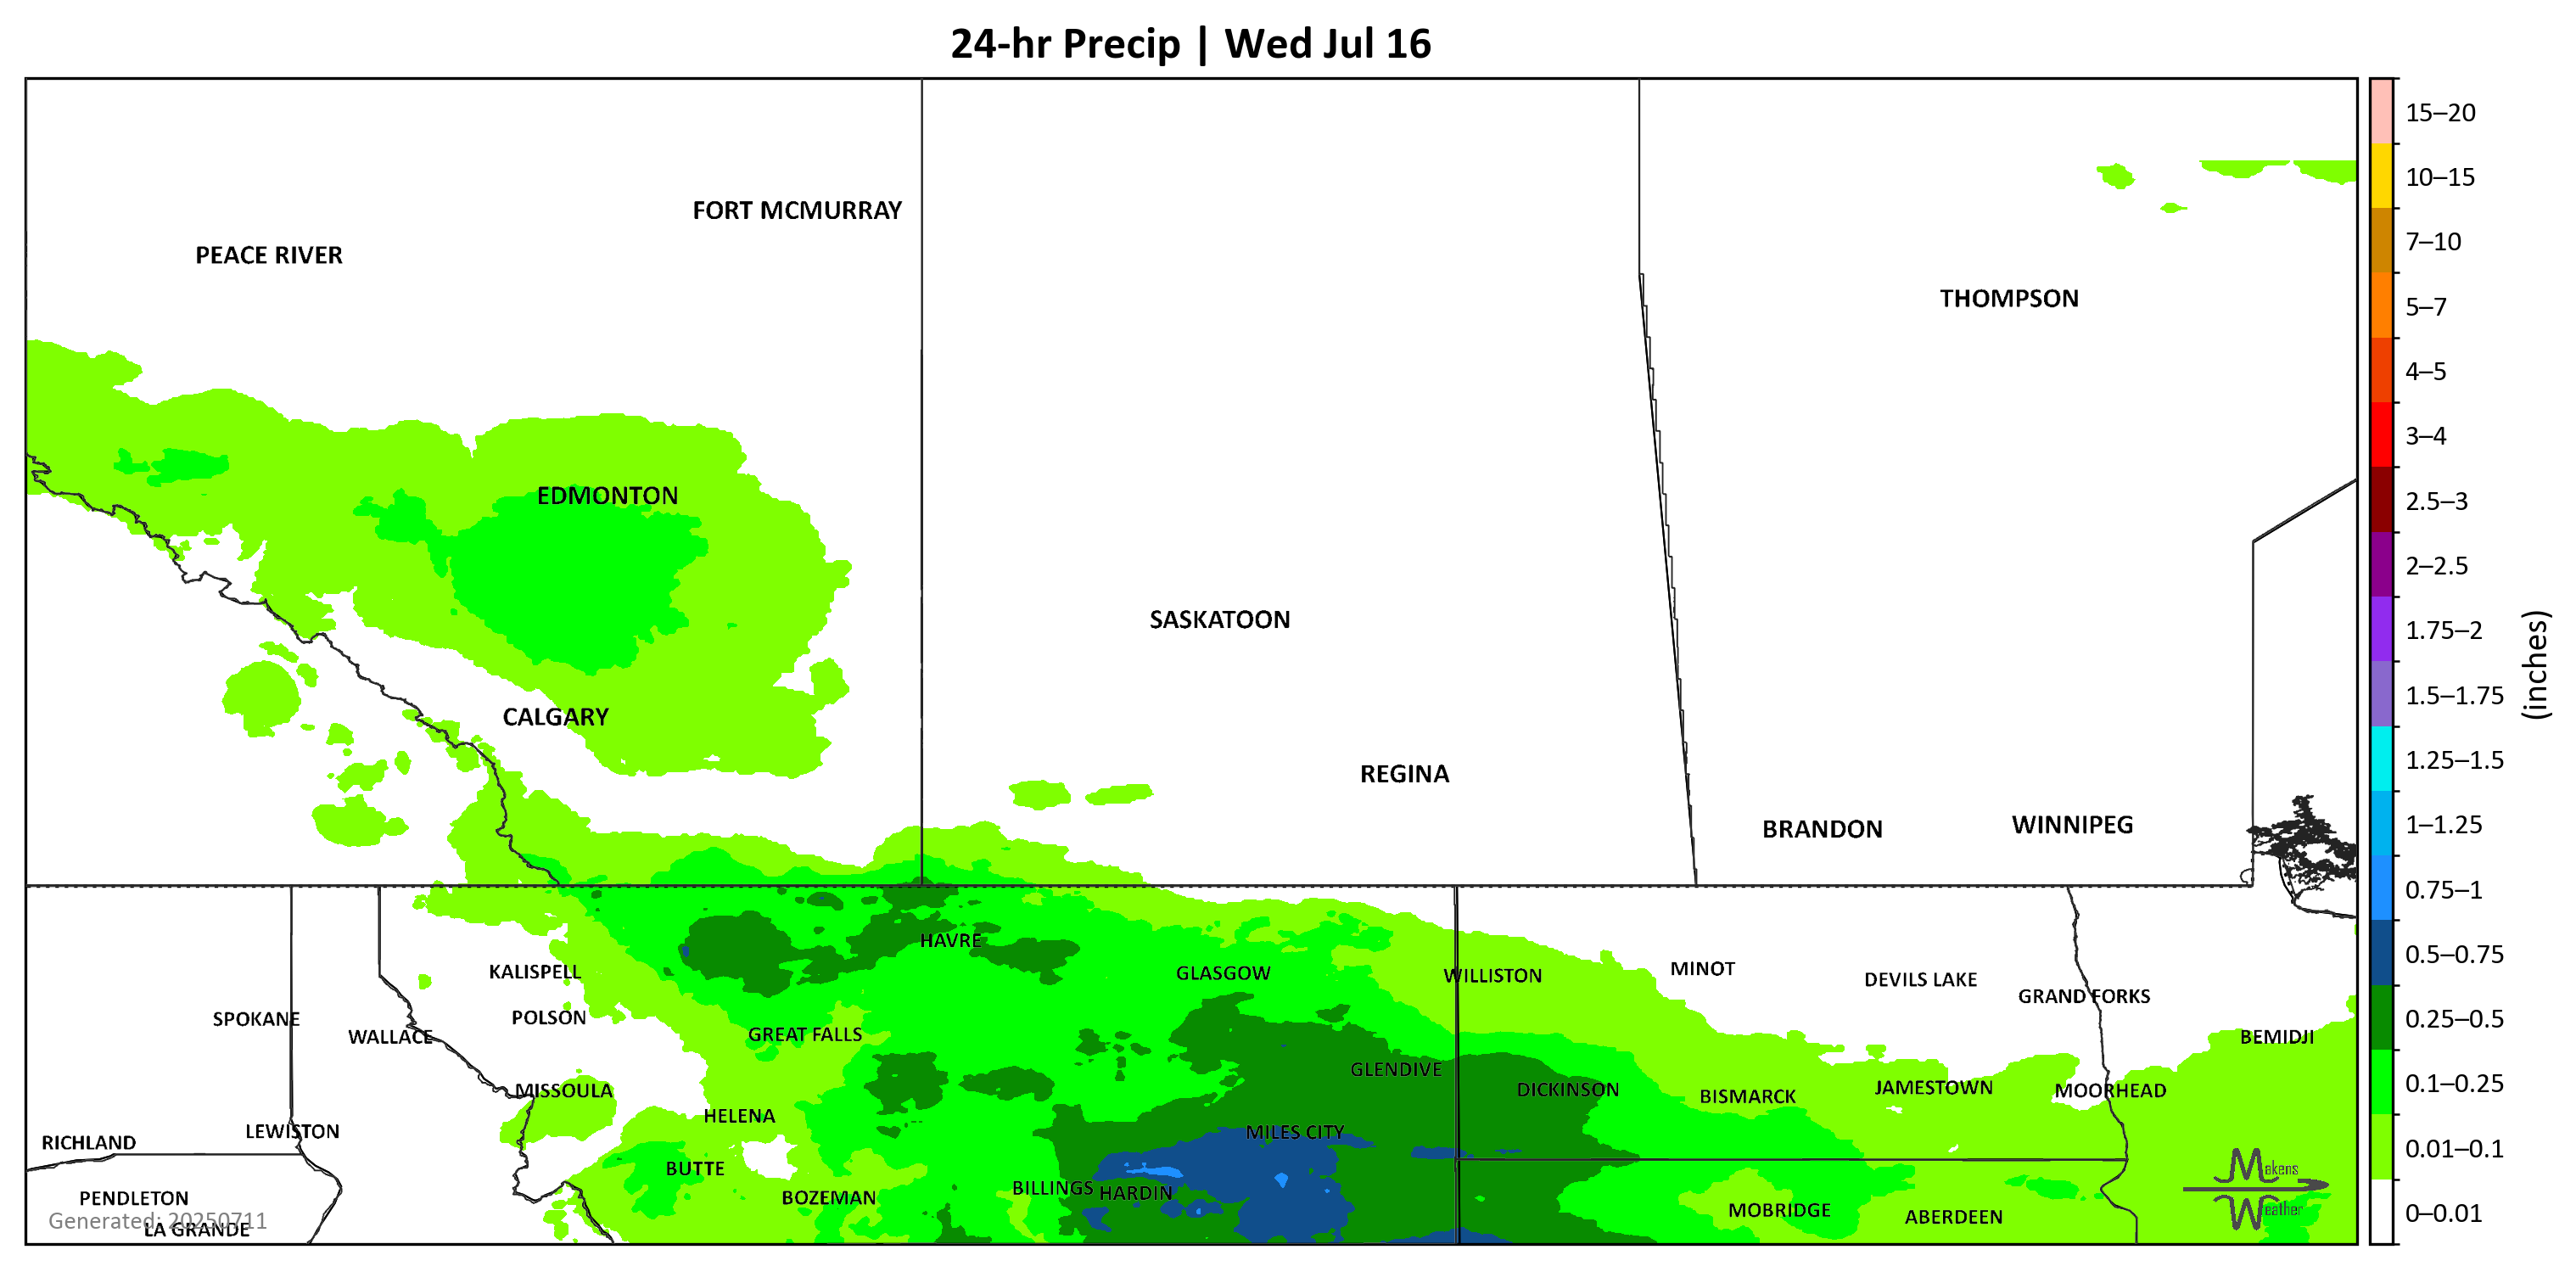 24-hr Precip | Wed Jul 16
15–20
10–15
7–10
5–7
4–5
3–4
2.5–3
2–2.5
1.75–2
1.5–1.75
1.25–1.5
1–1.25
0.75–1
0.5–0.75
0.25–0.5
0.1–0.25
0.01–0.1
0–0.01
(inches)
FORT MCMURRAY
PEACE RIVER
THOMPSON
EDMONTON
SASKATOON
CALGARY
REGINA
BRANDON
WINNIPEG
HAVRE
KALISPELL
GLASGOW
WILLISTON
MINOT
DEVILS LAKE
GRAND FORKS
SPOKANE
WALLACE
POLSON
GREAT FALLS
BEMIDJI
GLENDIVE
MISSOULA
DICKINSON
BISMARCK
JAMESTOWN
MOORHEAD
HELENA
RICHLAND
LEWISTON
MILES CITY
BUTTE
PENDLETON
BOZEMAN
BILLINGS
HARDIN
MOBRIDGE
ABERDEEN
Generated: 20250711
LA GRANDE
Makens
Weather